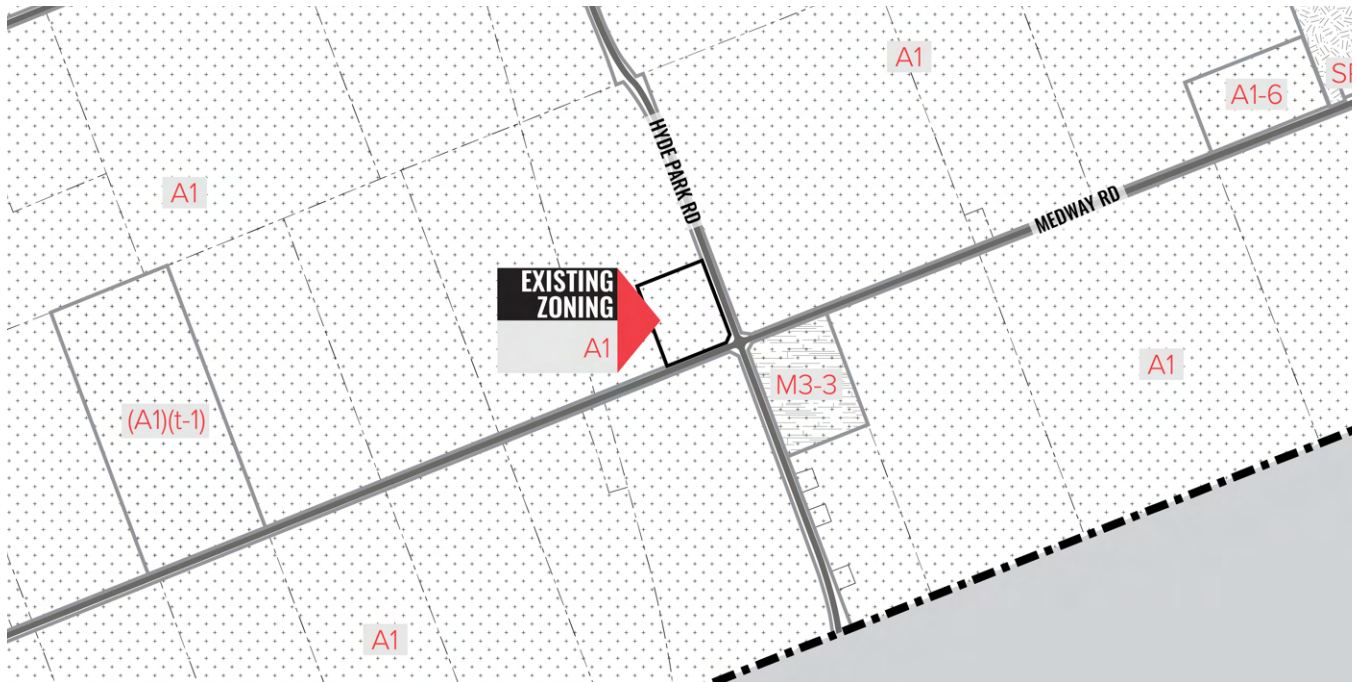 A1
A1-6
A1
HYDE PARK RD
MEDWAY RD
EXISTING
ZONING
A1
A1
M3-3
(A1)(t-1)
A1